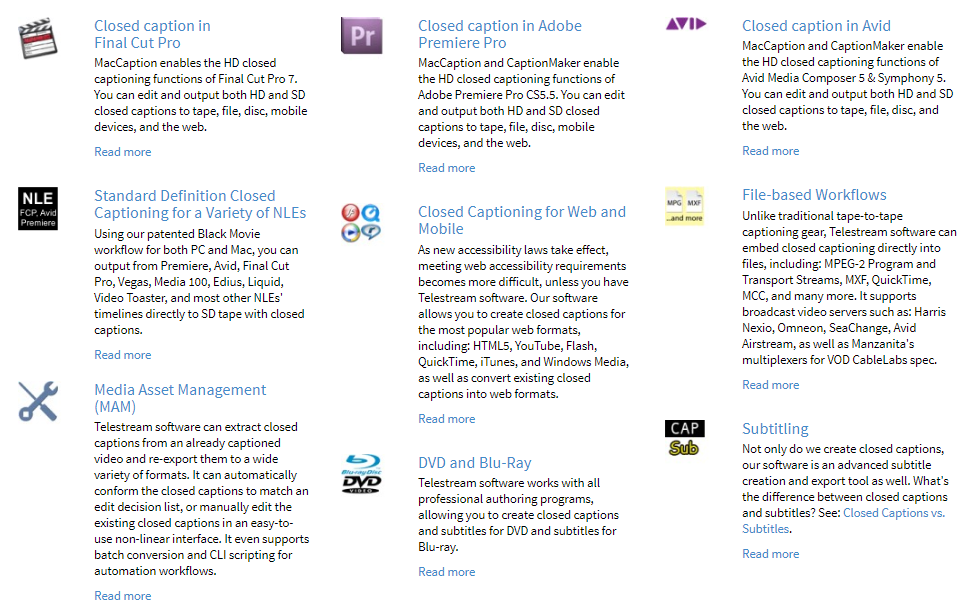 Closed caption in
Final Cut Pro
MacCaption enables the HD closed
captioning functions of Final Cut Pro 7.
You can edit and output both HD and SD
closed captions to tape, file, disc, mobile
devices, and the web.
Read more
NLE
FCP, Avid
Premiere
Standard Definition Closed
Captioning for a Variety of NLEs
Using our patented Black Movie
workflow for both PC and Mac, you can
output from Premiere, Avid, Final Cut
Pro, Vegas, Media 100, Edius, Liquid,
Video Toaster, and most other NLEs'
timelines directly to SD tape with closed
captions.
Read more
Media Asset Management
(MAM)
Telestream software can extract closed
captions from an already captioned
video and re-export them to a wide
variety of formats. It can automatically
conform the closed captions to match an
edit decision list, or manually edit the
existing closed captions in an easy-to-
use non-linear interface. It even supports
batch conversion and CLI scripting for
automation workflows.
Read more
Pr
Closed caption in Adobe
Premiere Pro
MacCaption and CaptionMaker enable
the HD closed captioning functions of
Adobe Premiere Pro CS5.5. You can edit
and output both HD and SD closed
captions to tape, file, disc, mobile
devices, and the web.
Read more
Closed Captioning for Web and
Mobile
As new accessibility laws take effect,
meeting web accessibility requirements
becomes more difficult, unless you have
Telestream software. Our software
allows you to create closed captions for
the most popular web formats,
including: HTML5, YouTube, Flash,
QuickTime, iTunes, and Windows Media,
as well as convert existing closed
captions into web formats.
Read more
Blu-ray Disc
DVD
VIDEO
DVD and Blu-Ray
Telestream software works with all
professional authoring programs,
allowing you to create closed captions
and subtitles for DVD and subtitles for
Blu-ray.
Read more
AVID
Closed caption in Avid
MacCaption and CaptionMaker enable
the HD closed captioning functions of
Avid Media Composer 5 & Symphony 5.
You can edit and output both HD and SD
closed captions to tape, file, disc, and
the web.
Read more
MPG MXF
...and more
File-based Workflows
Unlike traditional tape-to-tape
captioning gear, Telestream software can
embed closed captioning directly into
files, including: MPEG-2 Program and
Transport Streams, MXF, QuickTime,
MCC, and many more. It supports
broadcast video servers such as: Harris
Nexio, Omneon, SeaChange, Avid
Airstream, as well as Manzanita's
multiplexers for VOD CableLabs spec.
Read more
CAP
Sub
Subtitling
Not only do we create closed captions,
our software is an advanced subtitle
creation and export tool as well. What's
the difference between closed captions
and subtitles? See: Closed Captions vs.
Subtitles.
Read more